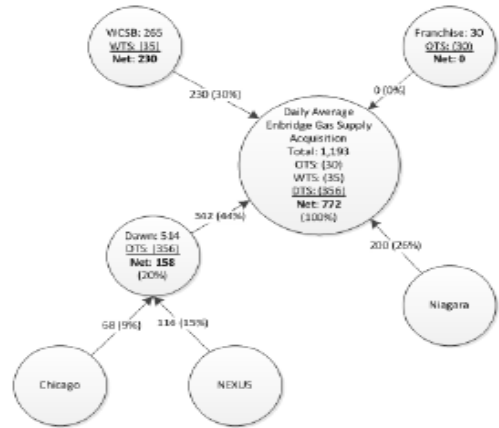 WCSB: 265
WTS: (35)
Net: 230
Franchise: 30
OTS: (30)
Net: 0
230 (30%)
0 (0%)
Daily Average
Enbridge Gas Supply
Acquisition
Total: 1,193
OTS: (30)
WTS: (35)
DTS: (356)
Net: 772
(100%)
342 (44%)
Dawn: 514
DTS: (356)
Net: 158
(20%)
200 (26%)
Niagara
68 (9%)
116 (15%)
Chicago
NEXUS